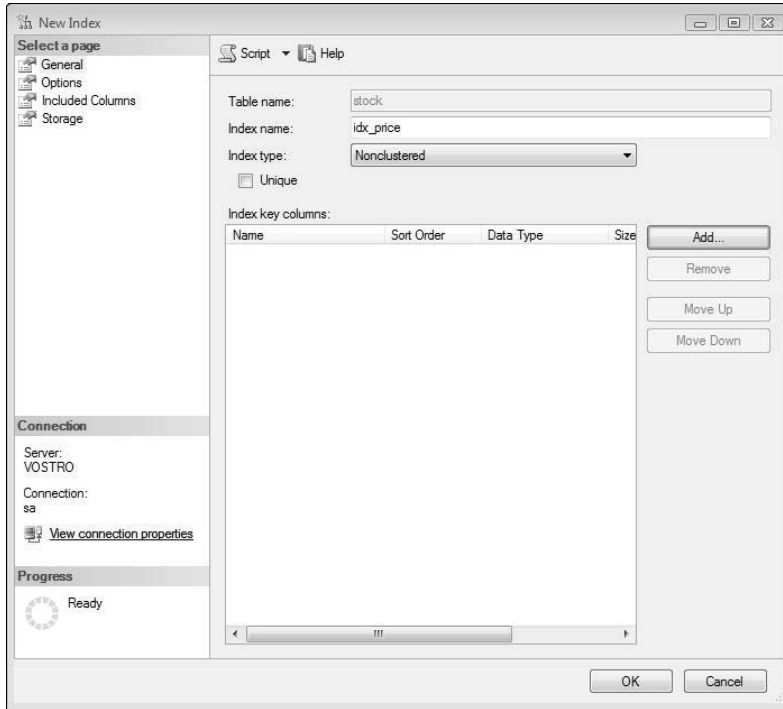 New Index
Select a page
General
Options
Included Columns
Storage
Script Help
Table name: stock
Index name: idx_price
Index type: Nonclustered
Unique
Index key columns:
Name Sort Order Data Type Size
Add...
Remove
Move Up
Move Down
Connection
Server:
VOSTRO
Connection:
sa
View connection properties
Progress
Ready
OK Cancel